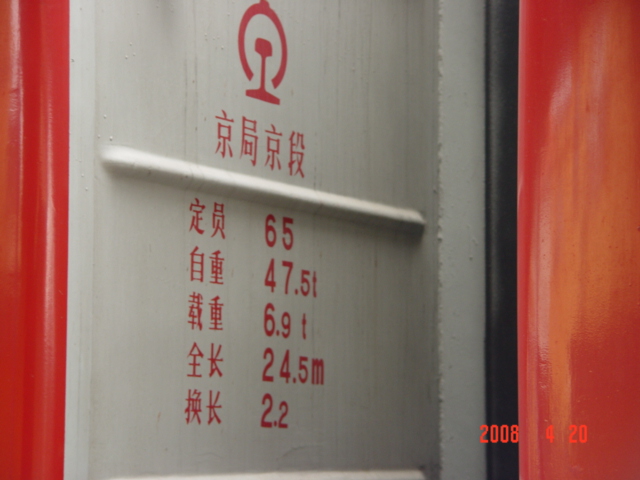 京局京段
定员 65
自重 47.5t
载重 6.9 t
全长 24.5m
换长 2.2
2008 4 20